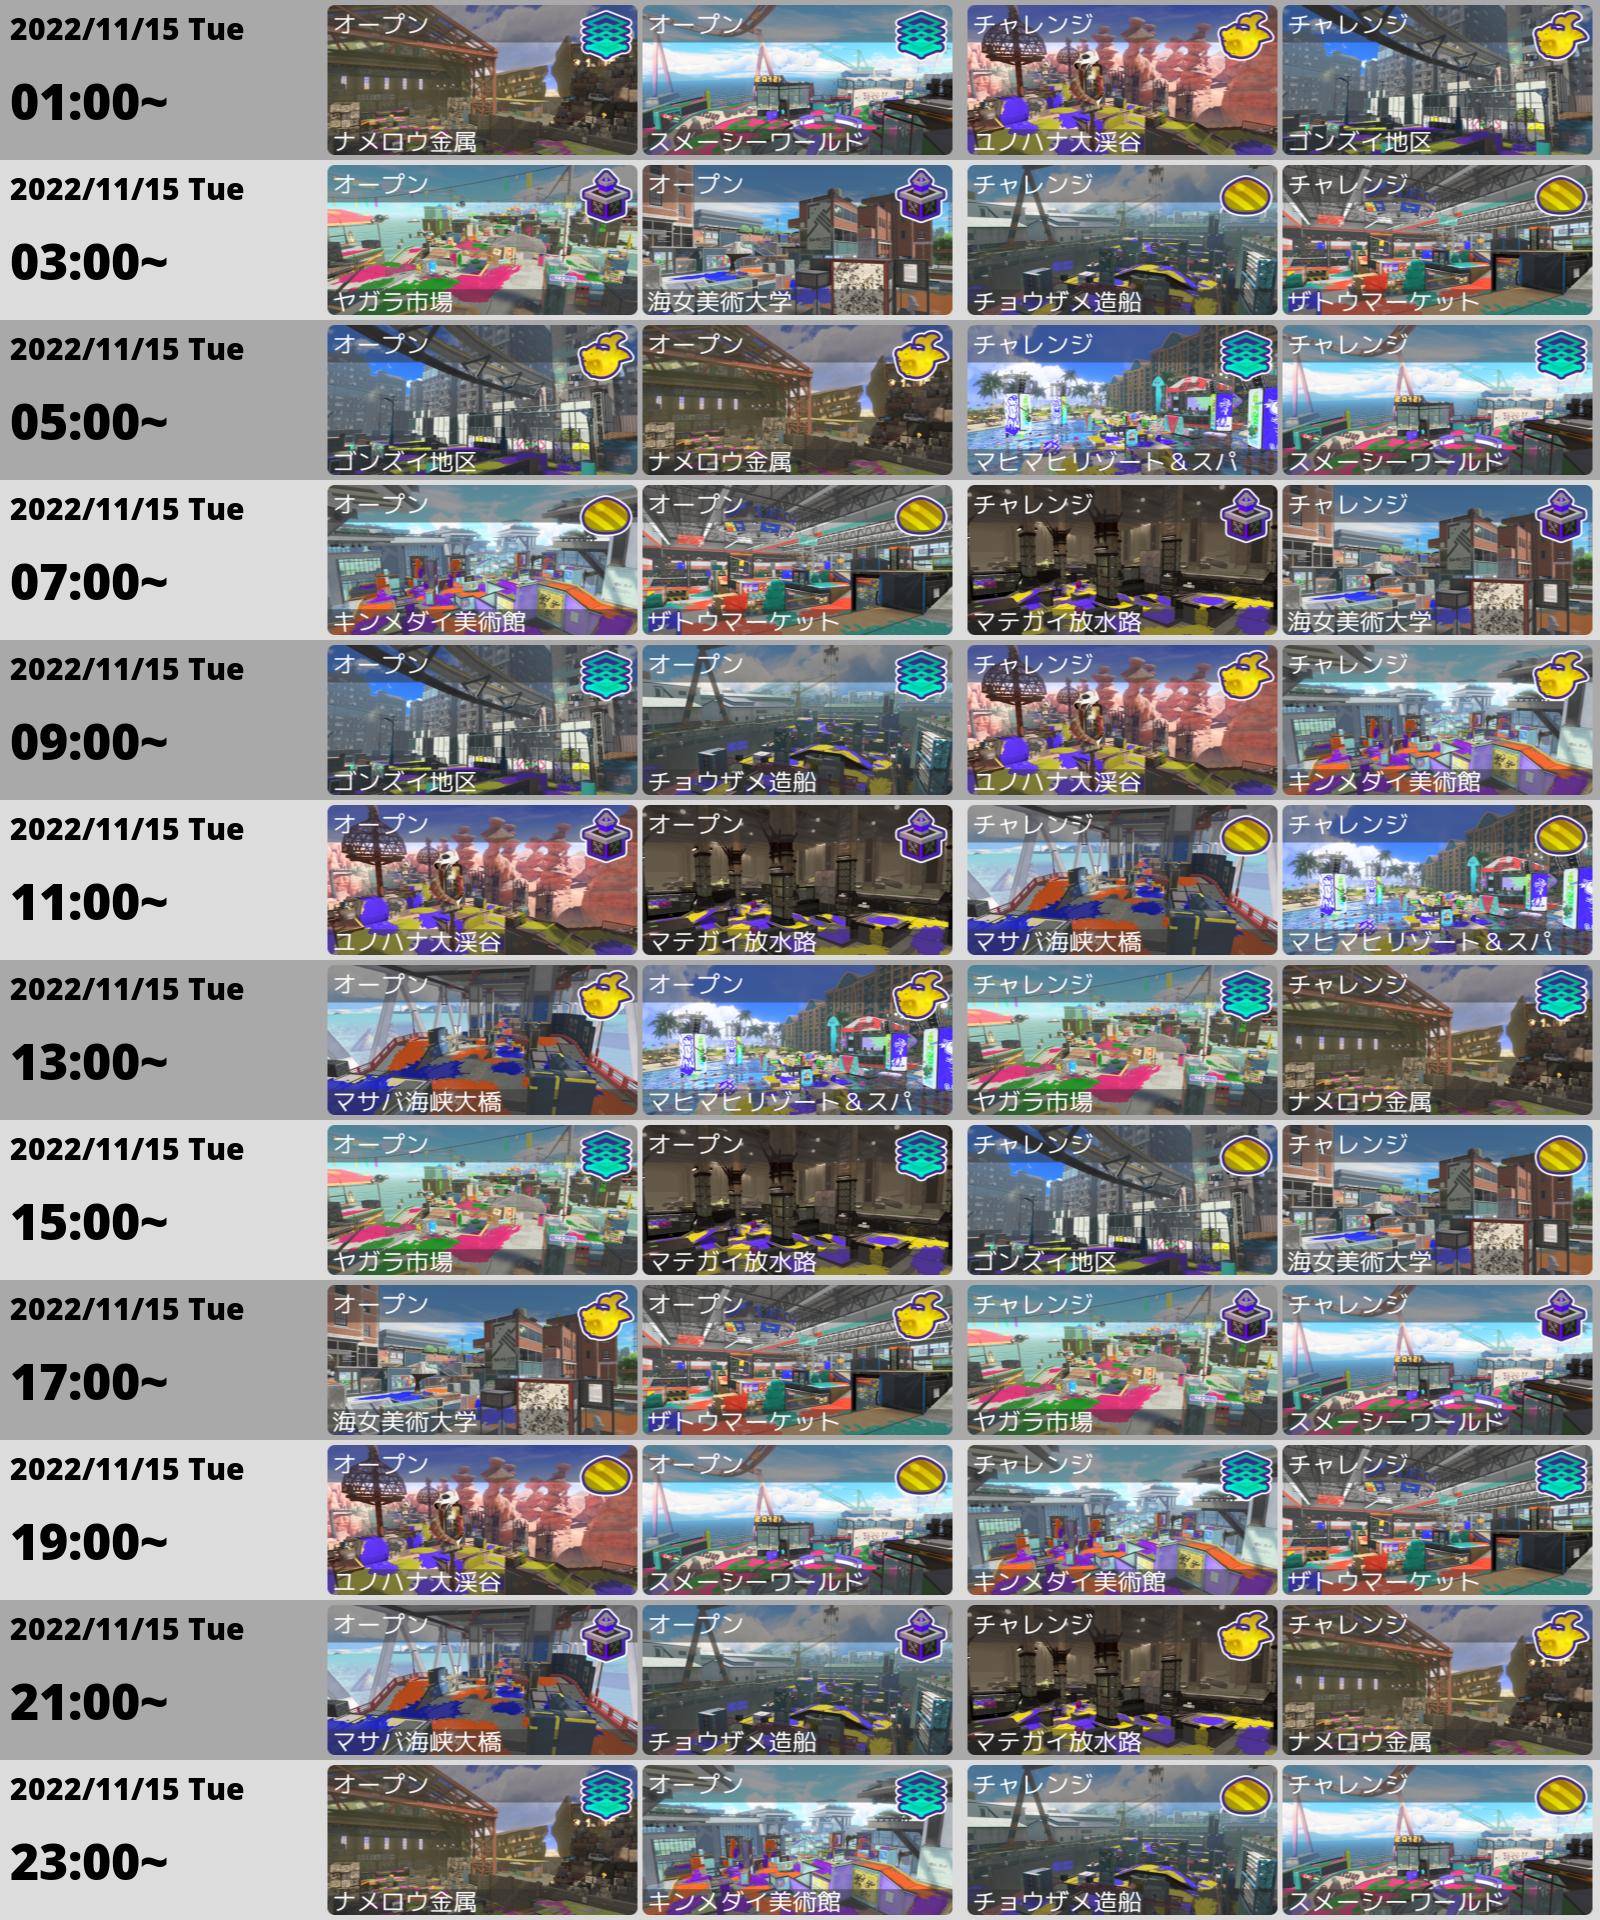 2022/11/15 Tue
01:00~
オープン
ナメロウ金属
オープン
スメーシーワールド
チャレンジ
ユノハナ大渓谷
チャレンジ
ゴンズイ地区
2022/11/15 Tue
03:00~
オープン
ヤガラ市場
オープン
海女美術大学
チャレンジ
チョウザメ造船
チャレンジ
ザトウマーケット
2022/11/15 Tue
05:00~
オープン
ゴンズイ地区
オープン
ナメロウ金属
チャレンジ
マヒマヒリゾート＆スパ
チャレンジ
スメーシーワールド
2022/11/15 Tue
07:00~
オープン
キンメダイ美術館
オープン
ザトウマーケット
チャレンジ
マテガイ放水路
チャレンジ
海女美術大学
2022/11/15 Tue
09:00~
オープン
ゴンズイ地区
オープン
チョウザメ造船
チャレンジ
ユノハナ大渓谷
チャレンジ
キンメダイ美術館
2022/11/15 Tue
11:00~
オープン
ユノハナ大渓谷
オープン
マテガイ放水路
チャレンジ
マサバ海峡大橋
チャレンジ
マヒマヒリゾート＆スパ
2022/11/15 Tue
13:00~
オープン
マサバ海峡大橋
オープン
マヒマヒリゾート＆スパ
チャレンジ
ヤガラ市場
チャレンジ
ナメロウ金属
2022/11/15 Tue
15:00~
オープン
ヤガラ市場
オープン
マテガイ放水路
チャレンジ
ゴンズイ地区
チャレンジ
海女美術大学
2022/11/15 Tue
17:00~
オープン
海女美術大学
オープン
ザトウマーケット
チャレンジ
ヤガラ市場
チャレンジ
スメーシーワールド
2022/11/15 Tue
19:00~
オープン
ユノハナ大渓谷
オープン
スメーシーワールド
チャレンジ
キンメダイ美術館
チャレンジ
ザトウマーケット
2022/11/15 Tue
21:00~
オープン
マサバ海峡大橋
オープン
チョウザメ造船
チャレンジ
マテガイ放水路
チャレンジ
ナメロウ金属
2022/11/15 Tue
23:00~
オープン
ナメロウ金属
オープン
キンメダイ美術館
チャレンジ
チョウザメ造船
チャレンジ
スメーシーワールド